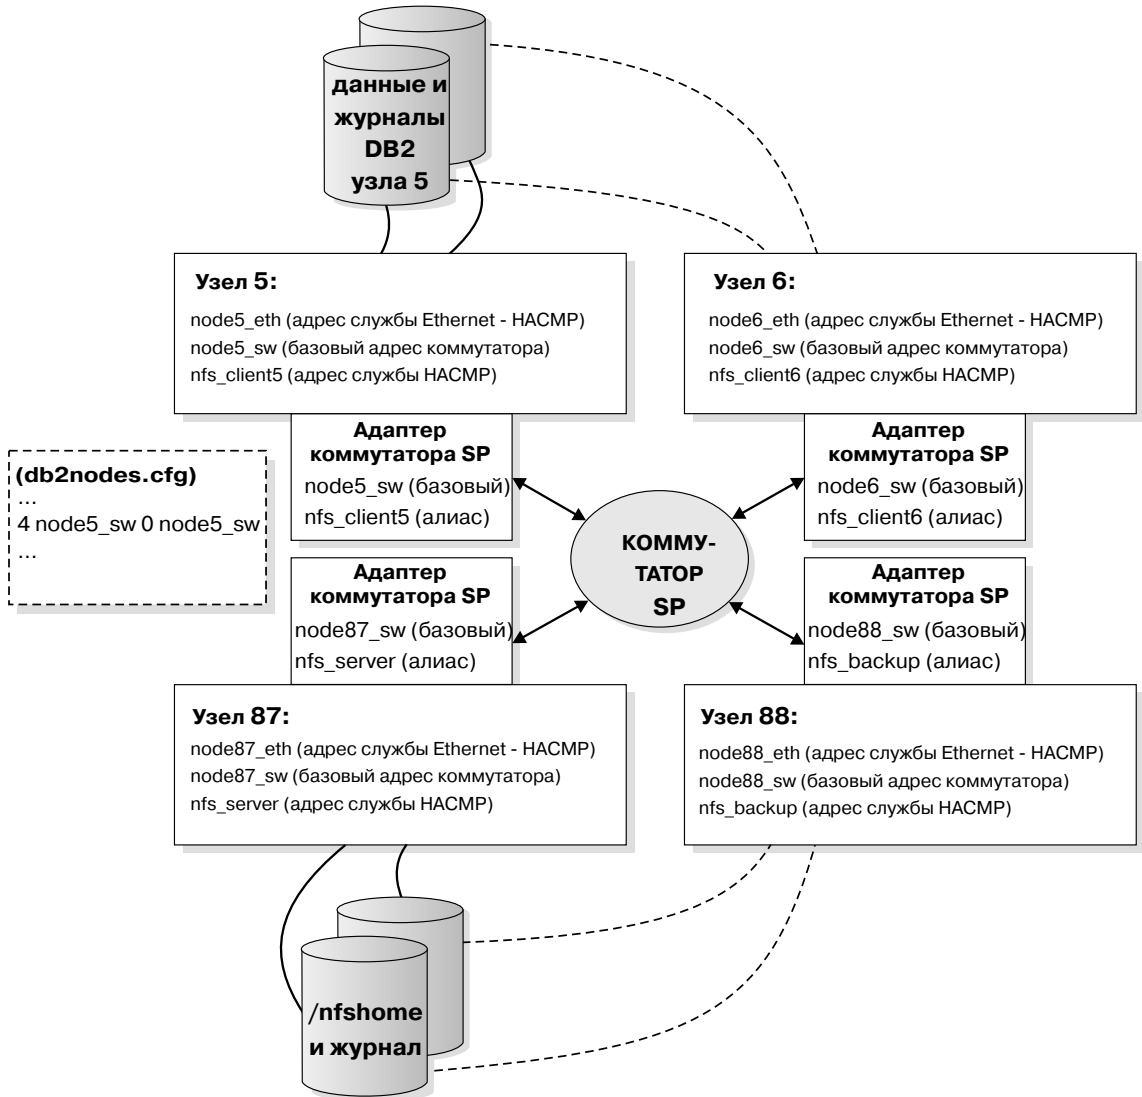 данные и
журналы
DB2
узла 5
Узел 5:
node5_eth (адрес службы Ethernet - HACMP)
node5_sw (базовый адрес коммутатора)
nfs_client5 (адрес службы HACMP)
Узел 6:
node6_eth (адрес службы Ethernet - HACMP)
node6_sw (базовый адрес коммутатора)
nfs_client6 (адрес службы HACMP)
(db2nodes.cfg)
...
4 node5_sw 0 node5_sw
...
Адаптер
коммутатора SP
node5_sw (базовый)
nfs_client5 (алиас)
Адаптер
коммутатора SP
node6_sw (базовый)
nfs_client6 (алиас)
КОММУ-
ТАТОР
SP
Адаптер
коммутатора SP
node87_sw (базовый)
nfs_server (алиас)
Адаптер
коммутатора SP
node88_sw (базовый)
nfs_backup (алиас)
Узел 87:
node87_eth (адрес службы Ethernet - HACMP)
node87_sw (базовый адрес коммутатора)
nfs_server (адрес службы HACMP)
Узел 88:
node88_eth (адрес службы Ethernet - HACMP)
node88_sw (базовый адрес коммутатора)
nfs_backup (адрес службы HACMP)
/nfshome
и журнал